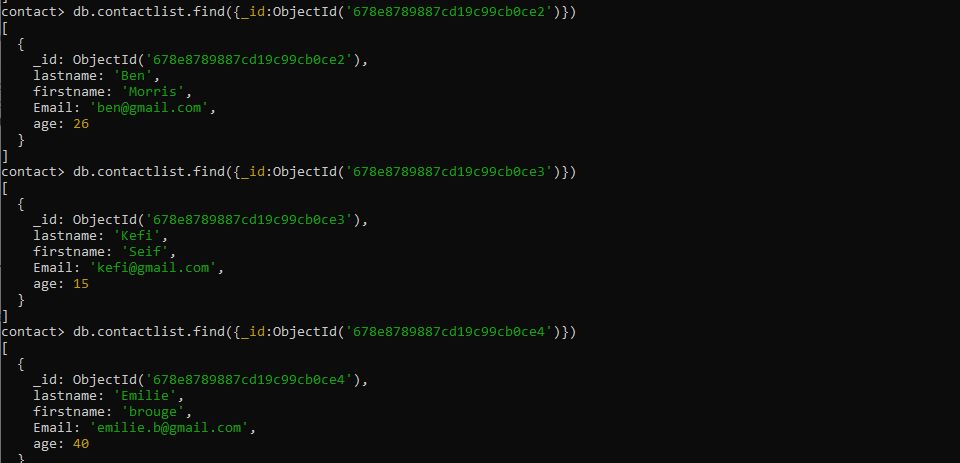 contact> db.contactlist.find({_id:ObjectId('678e8789887cd19c99cb0ce2')})
[
  {
    _id: ObjectId('678e8789887cd19c99cb0ce2'),
    lastname: 'Ben',
    firstname: 'Morris',
    Email: 'ben@gmail.com',
    age: 26
  }
]
contact> db.contactlist.find({_id:ObjectId('678e8789887cd19c99cb0ce3')})
[
  {
    _id: ObjectId('678e8789887cd19c99cb0ce3'),
    lastname: 'Kefi',
    firstname: 'Seif',
    Email: 'kefi@gmail.com',
    age: 15
  }
]
contact> db.contactlist.find({_id:ObjectId('678e8789887cd19c99cb0ce4')})
[
  {
    _id: ObjectId('678e8789887cd19c99cb0ce4'),
    lastname: 'Emilie',
    firstname: 'brouge',
    Email: 'emilie.b@gmail.com',
    age: 40
  }